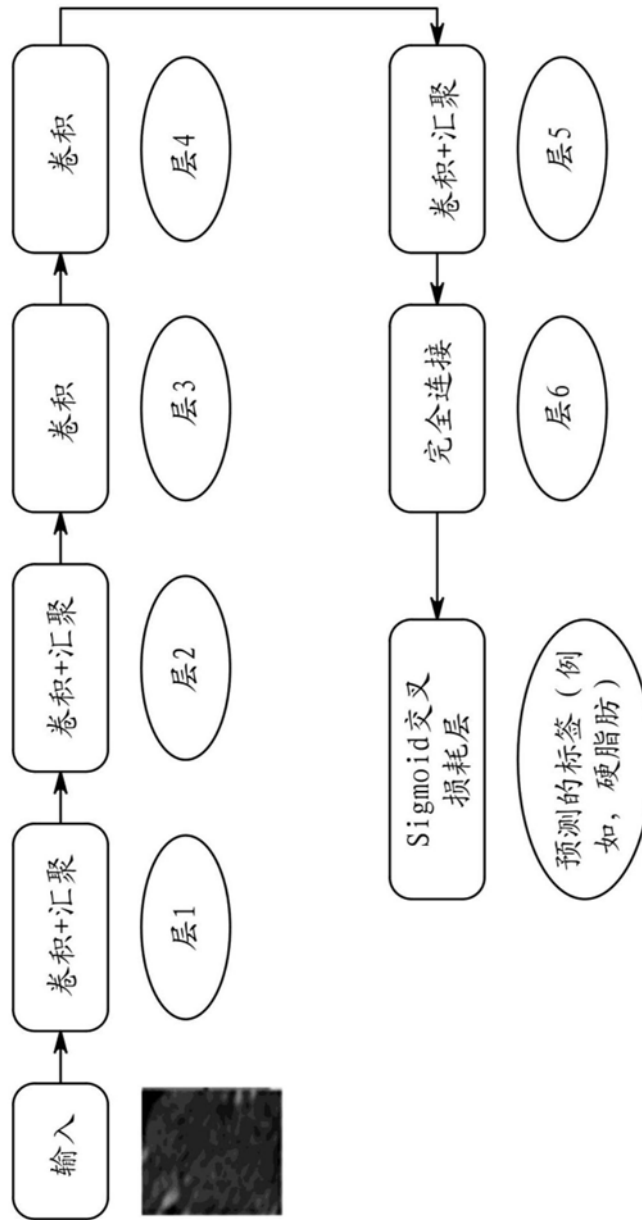 输入
卷积+汇聚
层1
卷积+汇聚
层2
卷积
层3
卷积
层4
卷积+汇聚
层5
完全连接
层6
Sigmoid交叉
损耗层
预测的标签（例
如，硬脂肪）